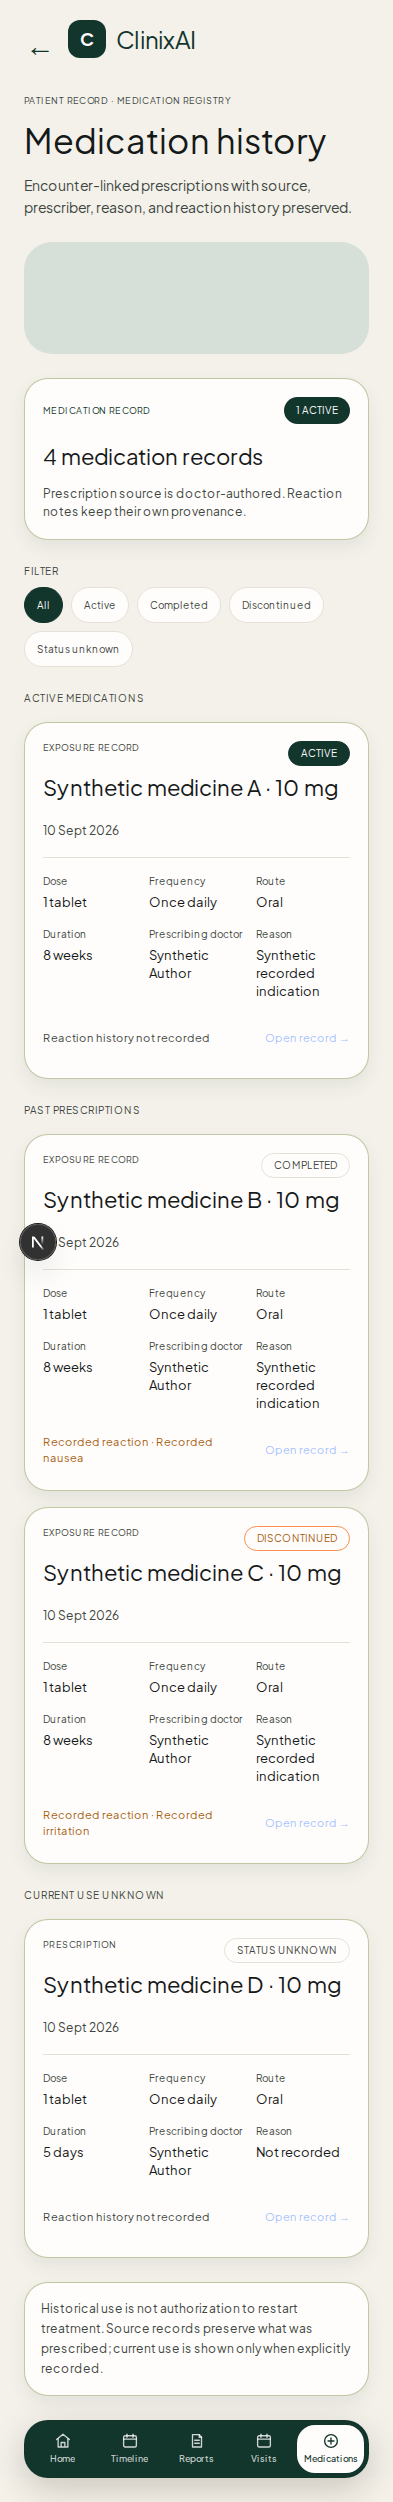 ←
C ClinixAI
PATIENT RECORD · MEDICATION REGISTRY
Medication history
Encounter-linked prescriptions with source,
prescriber, reason, and reaction history preserved.
MEDICATION RECORD
1 ACTIVE
4 medication records
Prescription source is doctor-authored. Reaction
notes keep their own provenance.
FILTER
All Active Completed Discontinued
Status unknown
ACTIVE MEDICATIONS
EXPOSURE RECORD
ACTIVE
Synthetic medicine A · 10 mg
10 Sept 2026
Dose Frequency Route
1 tablet Once daily Oral
Duration Prescribing doctor Reason
8 weeks Synthetic Synthetic
Author recorded
indication
Reaction history not recorded Open record →
PAST PRESCRIPTIONS
EXPOSURE RECORD
COMPLETED
Synthetic medicine B · 10 mg
N Sept 2026
Dose Frequency Route
1 tablet Once daily Oral
Duration Prescribing doctor Reason
8 weeks Synthetic Synthetic
Author recorded
indication
Recorded reaction · Recorded Open record →
nausea
EXPOSURE RECORD
DISCONTINUED
Synthetic medicine C · 10 mg
10 Sept 2026
Dose Frequency Route
1 tablet Once daily Oral
Duration Prescribing doctor Reason
8 weeks Synthetic Synthetic
Author recorded
indication
Recorded reaction · Recorded Open record →
irritation
CURRENT USE UNKNOWN
PRESCRIPTION
STATUS UNKNOWN
Synthetic medicine D · 10 mg
10 Sept 2026
Dose Frequency Route
1 tablet Once daily Oral
Duration Prescribing doctor Reason
5 days Synthetic Not recorded
Author
Reaction history not recorded Open record →
Historical use is not authorization to restart
treatment. Source records preserve what was
prescribed; current use is shown only when explicitly
recorded.
Home Timeline Reports Visits Medications